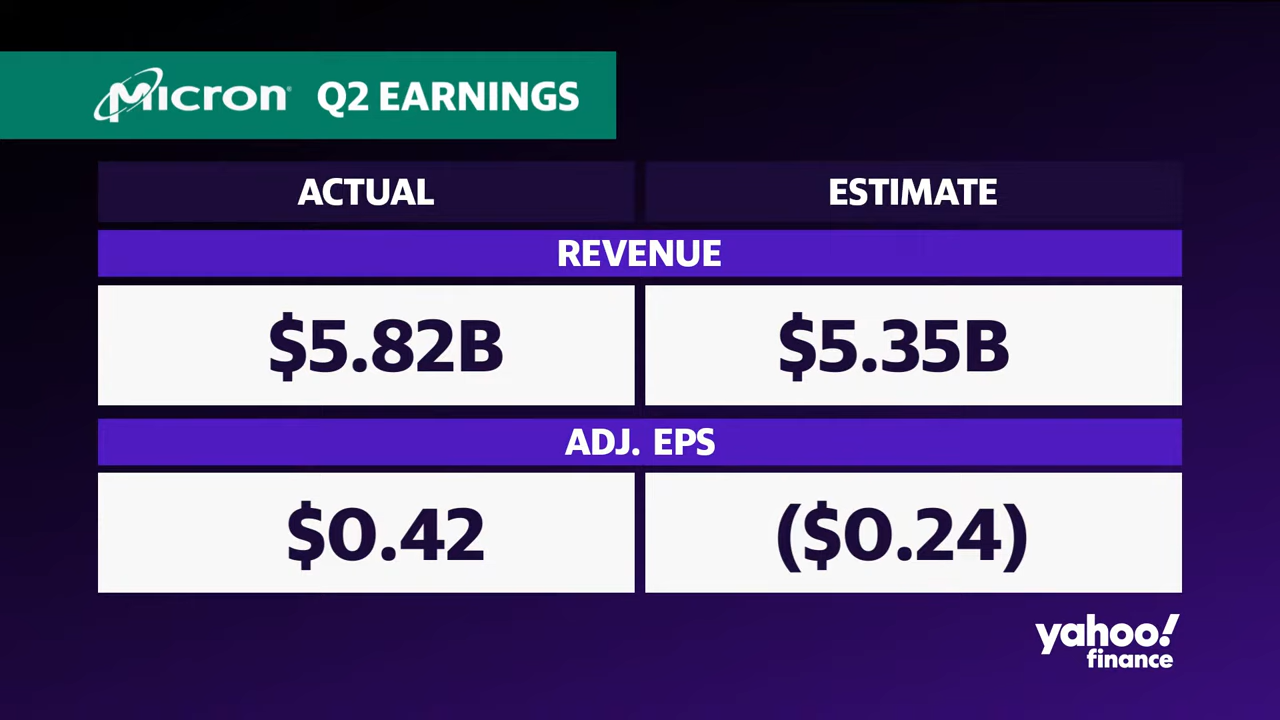 Micron® Q2 EARNINGS
ACTUAL ESTIMATE
REVENUE
$5.82B $5.35B
ADJ. EPS
$0.42 ($0.24)
yahoo!
finance